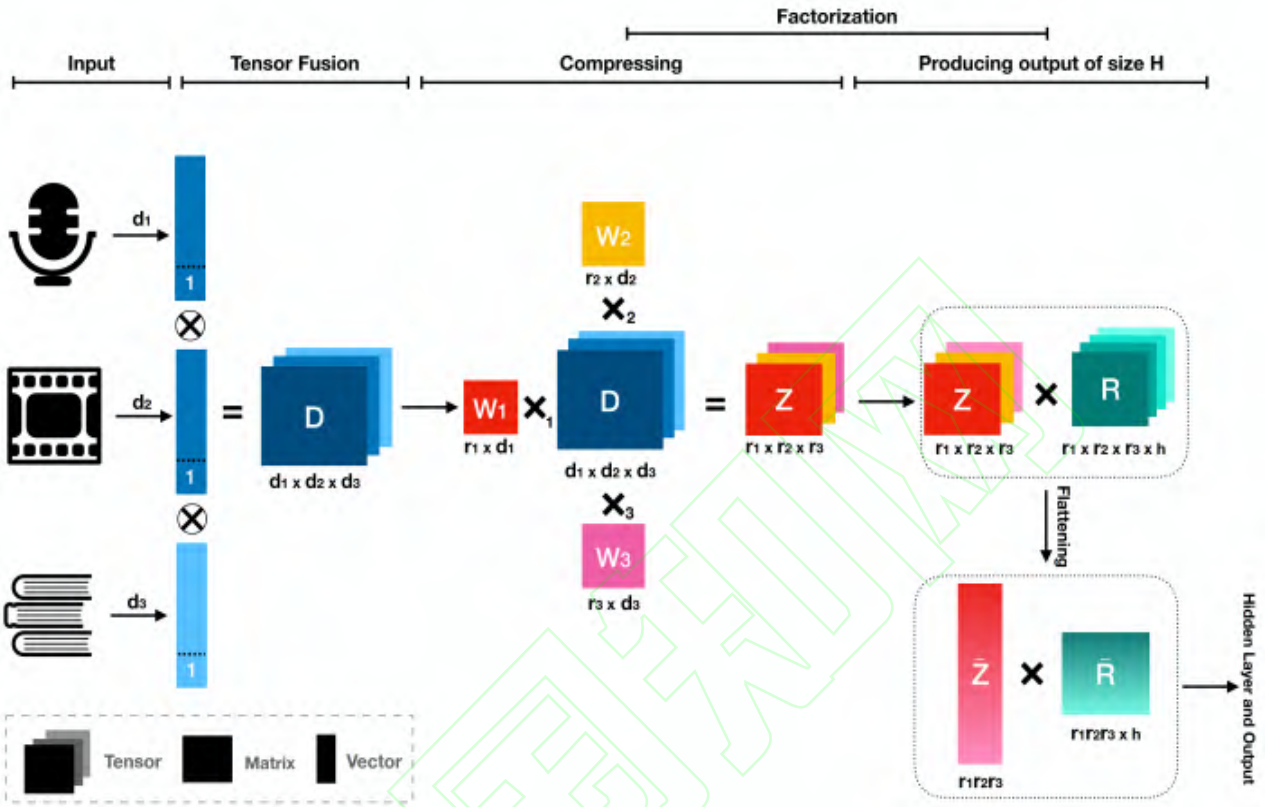 Factorization
Input
Tensor Fusion
Compressing
Producing output of size H
d1
1
d2
1
d3
1
=
D
d1 x d2 x d3
W1
r1 x d1
×1
W2
r2 x d2
×2
D
d1 x d2 x d3
×3
W3
r3 x d3
=
Z
r1 x r2 x r3
Z
r1 x r2 x r3
×
R
r1 x r2 x r3 x h
Flattening
Z̄
r1r2r3
×
R̄
r1r2r3 x h
Hidden Layer and Output
Tensor
Matrix
Vector